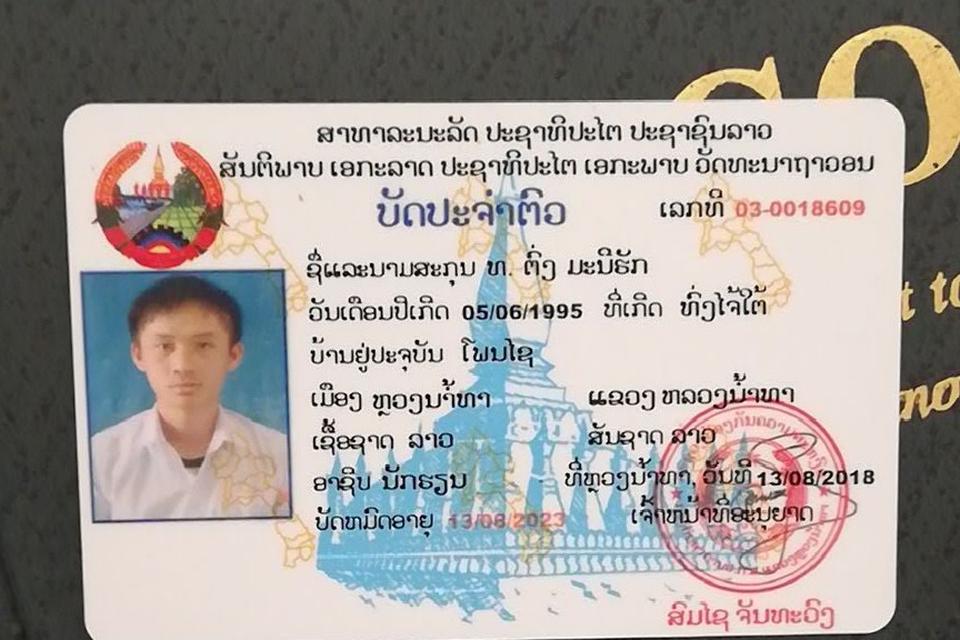 ສາທາລະນະລັດ ປະຊາທິປະໄຕ ປະຊາຊົນລາວ
ສັນຕິພາບ ເອກະລາດ ປະຊາທິປະໄຕ ເອກະພາບ ວັດທະນາຖາວອນ
ບັດປະຈຳຕົວ ເລກທີ 03-0018609
ຊື່ແລະນາມສະກຸນ ທ. ຕົ່ງ ມະນີຮັກ
ວັນເດືອນປີເກີດ 05/06/1995 ທີ່ເກີດ ທົ່ງໄຈ້ໃຕ້
ບ້ານຢູ່ປະຈຸບັນ ໂພນໄຊ
ເມືອງ ຫຼວງນ້ຳທາ ແຂວງ ຫລວງນ້ຳທາ
ເຊື້ອຊາດ ລາວ ສັນຊາດ ລາວ
ອາຊີບ ນັກຮຽນ ທີ່ຫຼວງນ້ຳທາ, ວັນທີ 13/08/2018
ບັດຫມົດອາຍຸ 13/08/2023 ເຈົ້າຫນ້າທີ່ອະນຸຍາດ
ສົມໄຊ ຈັນທະວົງ